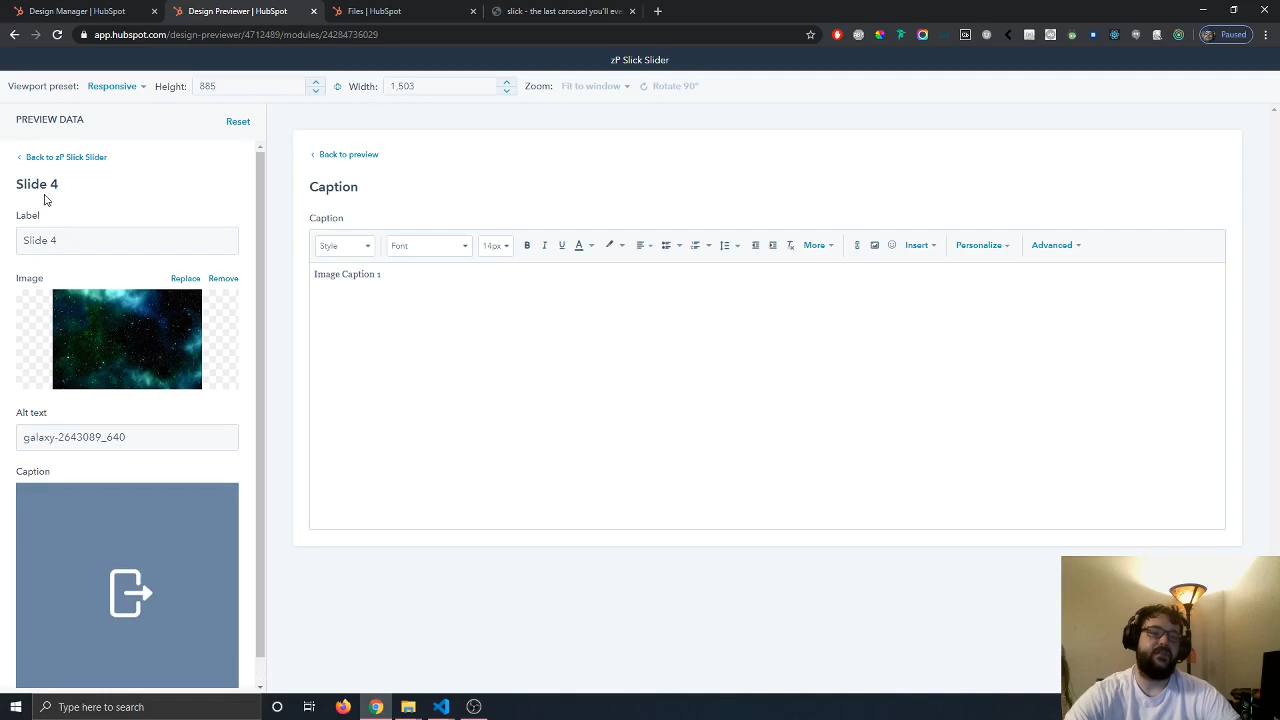 Design Manager | HubSpot
Design Previewer | HubSpot
Files | HubSpot
slick - the last carousel you'll eve
app.hubspot.com/design-previewer/4712489/modules/24284736029
Paused
zP Slick Slider
Viewport preset: Responsive Height: 885 Width: 1,503 Zoom: Fit to window Rotate 90°
PREVIEW DATA
Reset
Back to zP Slick Slider
Slide 4
Label
Slide 4
Image Replace Remove
Alt text
galaxy-2643089_640
Caption
Back to preview
Caption
Caption
Style Font 14px B I U A More Insert Personalize Advanced
Image Caption 1
Type here to search